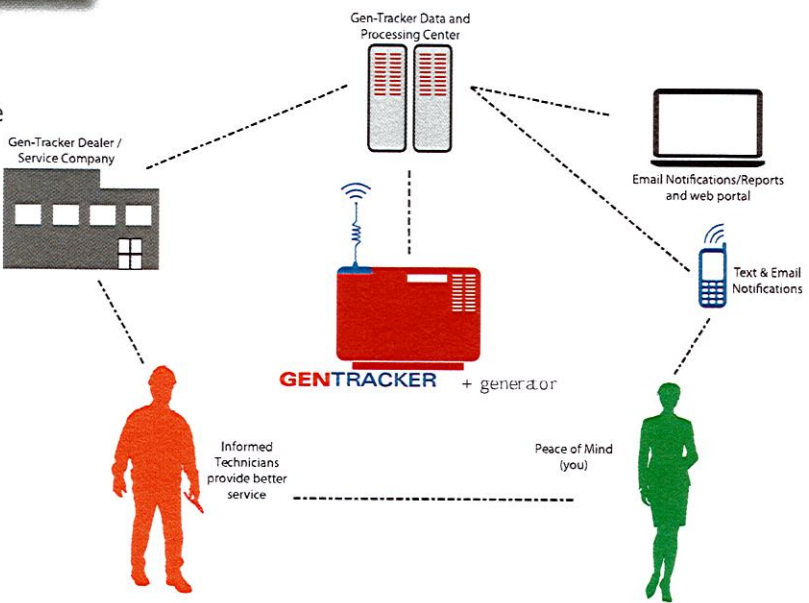 Gen-Tracker Data and
Processing Center
e
Gen-Tracker Dealer /
Service Company
Email Notifications/Reports
and web portal
Text & Email
Notifications
GENTRACKER + generator
Informed
Technicians
provide better
service
Peace of Mind
(you)